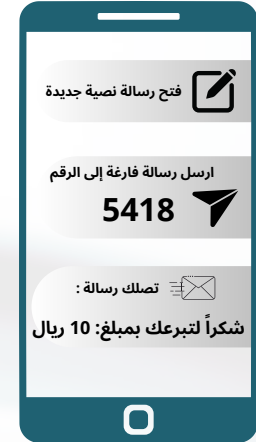 فتح رسالة نصية جديدة
ارسل رسالة فارغة إلى الرقم
5418
تصلك رسالة :
شكراً لتبرعك بمبلغ: 10 ريال